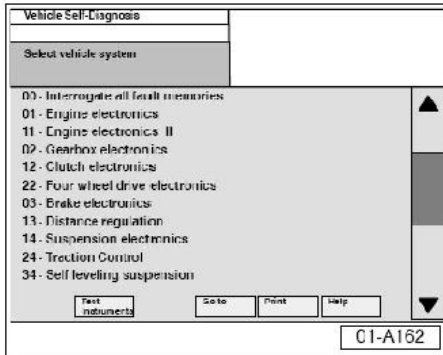 Vehicle Self-Diagnosis
Select vehicle system
00 - Interrogate all fault memories
01 - Engine electronics
11 - Engine electronics II
02 - Gearbox electronics
12 - Clutch electronics
22 - Four wheel drive electronics
03 - Brake electronics
13 - Distance regulation
14 - Suspension electronics
24 - Traction Control
34 - Self leveling suspension
Test
instruments
Go to
Print
Help
01-A162